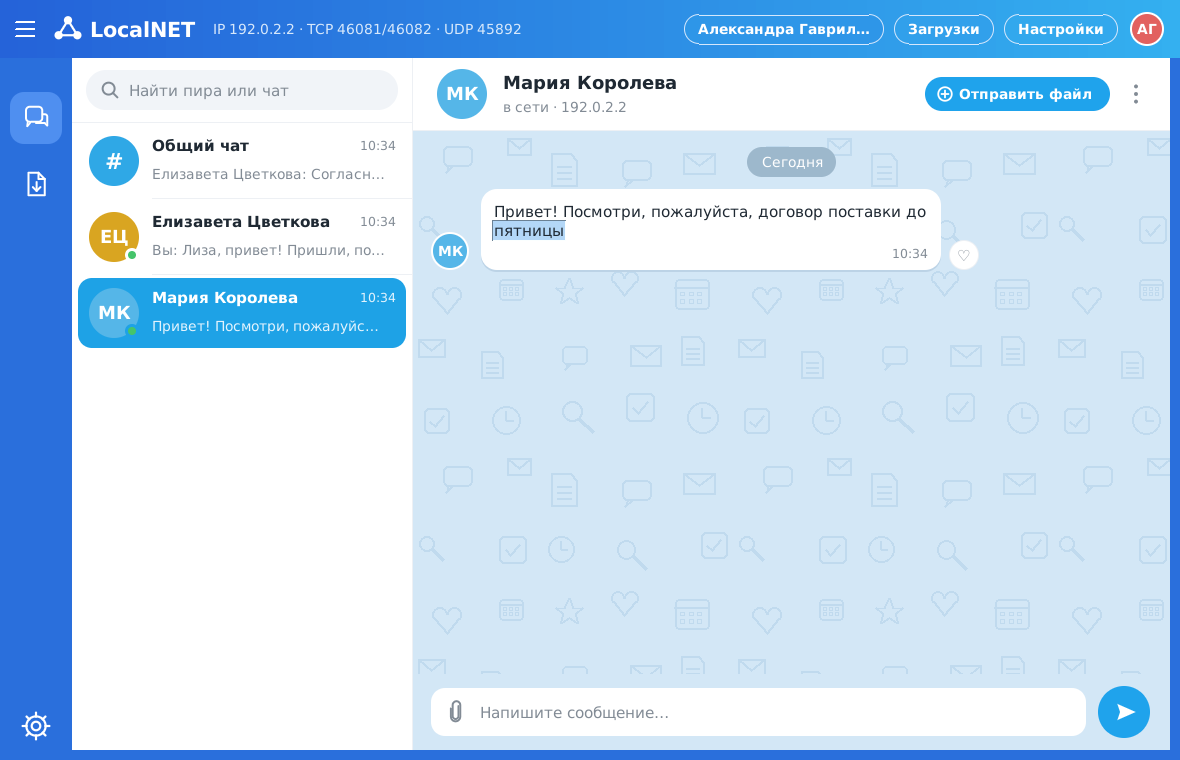 LocalNET IP 192.0.2.2 · TCP 46081/46082 · UDP 45892 Александра Гаврил… Загрузки Настройки АГ
Найти пира или чат
# Общий чат 10:34
Елизавета Цветкова: Согласн…
ЕЦ Елизавета Цветкова 10:34
Вы: Лиза, привет! Пришли, по…
МК Мария Королева 10:34
Привет! Посмотри, пожалуйс…
МК Мария Королева
в сети · 192.0.2.2
Отправить файл
Сегодня
Привет! Посмотри, пожалуйста, договор поставки до
пятницы
МК
10:34
Напишите сообщение…